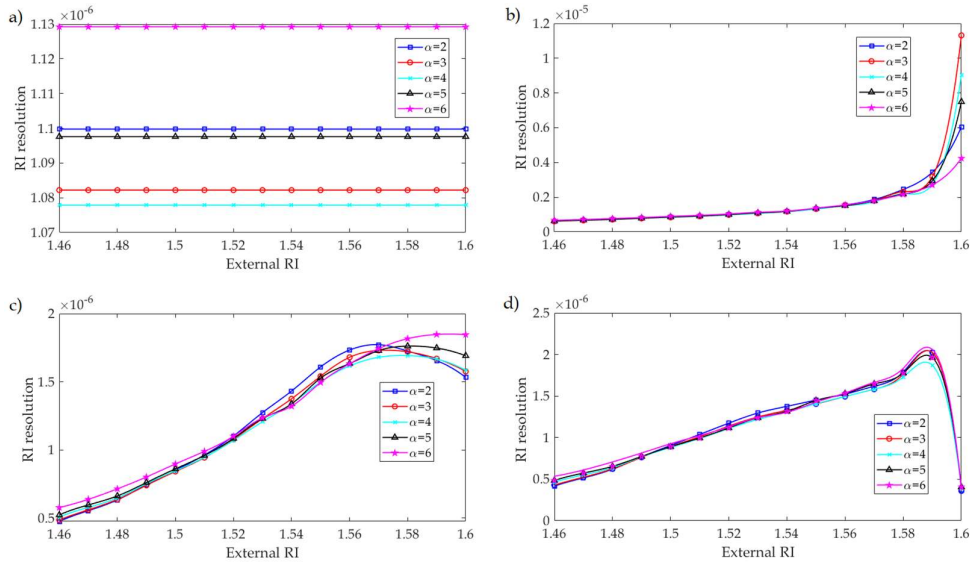 a)
×10⁻⁶
1.13
1.12
1.11
1.1
1.09
1.08
1.07
RI resolution
1.46 1.48 1.5 1.52 1.54 1.56 1.58 1.6
External RI
α=2
α=3
α=4
α=5
α=6
b)
×10⁻⁵
1.2
1
0.8
0.6
0.4
0.2
0
RI resolution
1.46 1.48 1.5 1.52 1.54 1.56 1.58 1.6
External RI
α=2
α=3
α=4
α=5
α=6
c)
×10⁻⁶
2
1.5
1
0.5
RI resolution
1.46 1.48 1.5 1.52 1.54 1.56 1.58 1.6
External RI
α=2
α=3
α=4
α=5
α=6
d)
×10⁻⁶
2.5
2
1.5
1
0.5
0
RI resolution
1.46 1.48 1.5 1.52 1.54 1.56 1.58 1.6
External RI
α=2
α=3
α=4
α=5
α=6